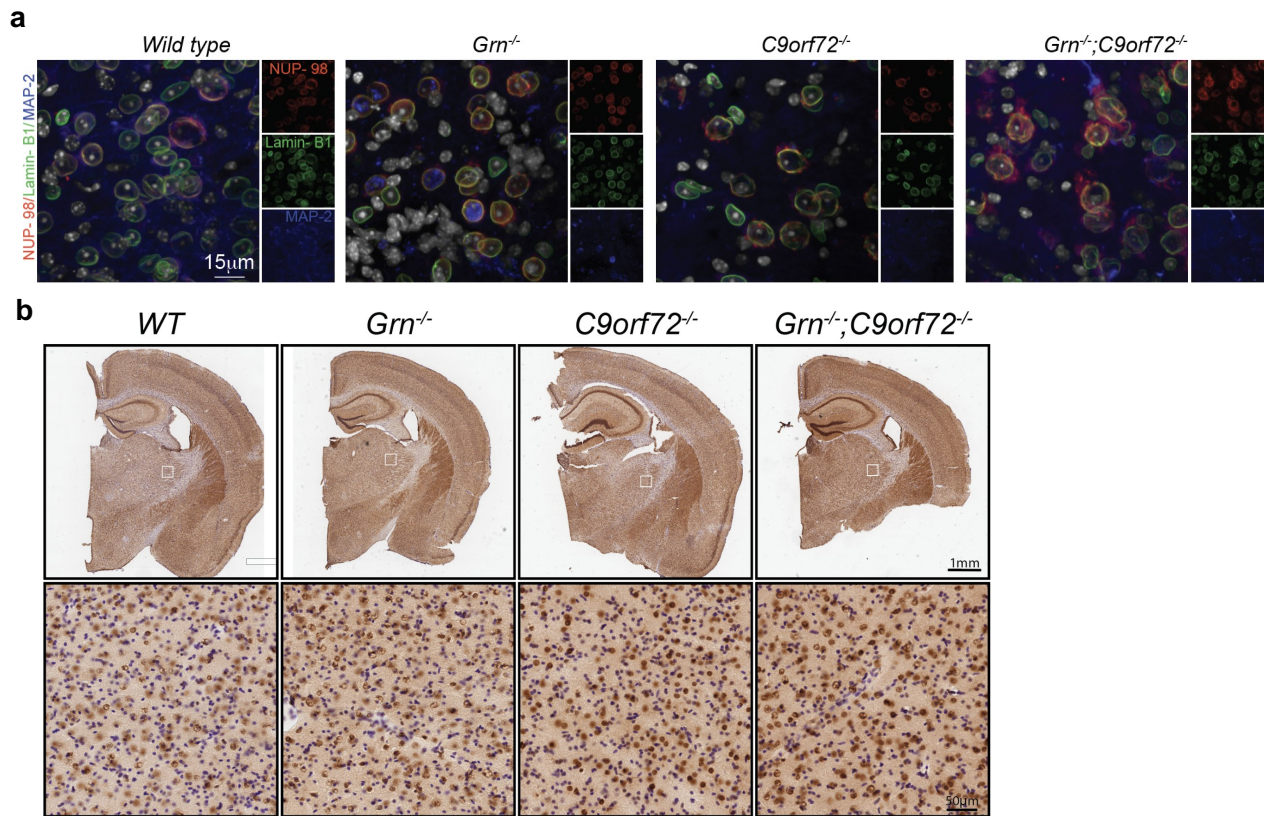 a
Wild type
Grn-/-
C9orf72-/-
Grn-/-;C9orf72-/-
NUP- 98/Lamin- B1/MAP-2
NUP- 98
Lamin- B1
MAP-2
15μm
b
WT
Grn-/-
C9orf72-/-
Grn-/-;C9orf72-/-
1mm
50μm